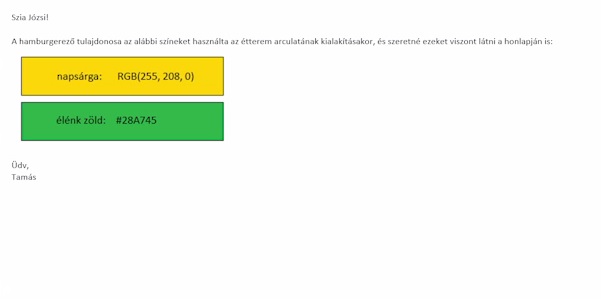 Szia Józsi!
A hamburgerező tulajdonosa az alábbi színeket használta az étterem arculatának kialakításakor, és szeretné ezeket viszont látni a honlapján is:
napsárga: RGB(255, 208, 0)
élénk zöld: #28A745
Üdv,
Tamás